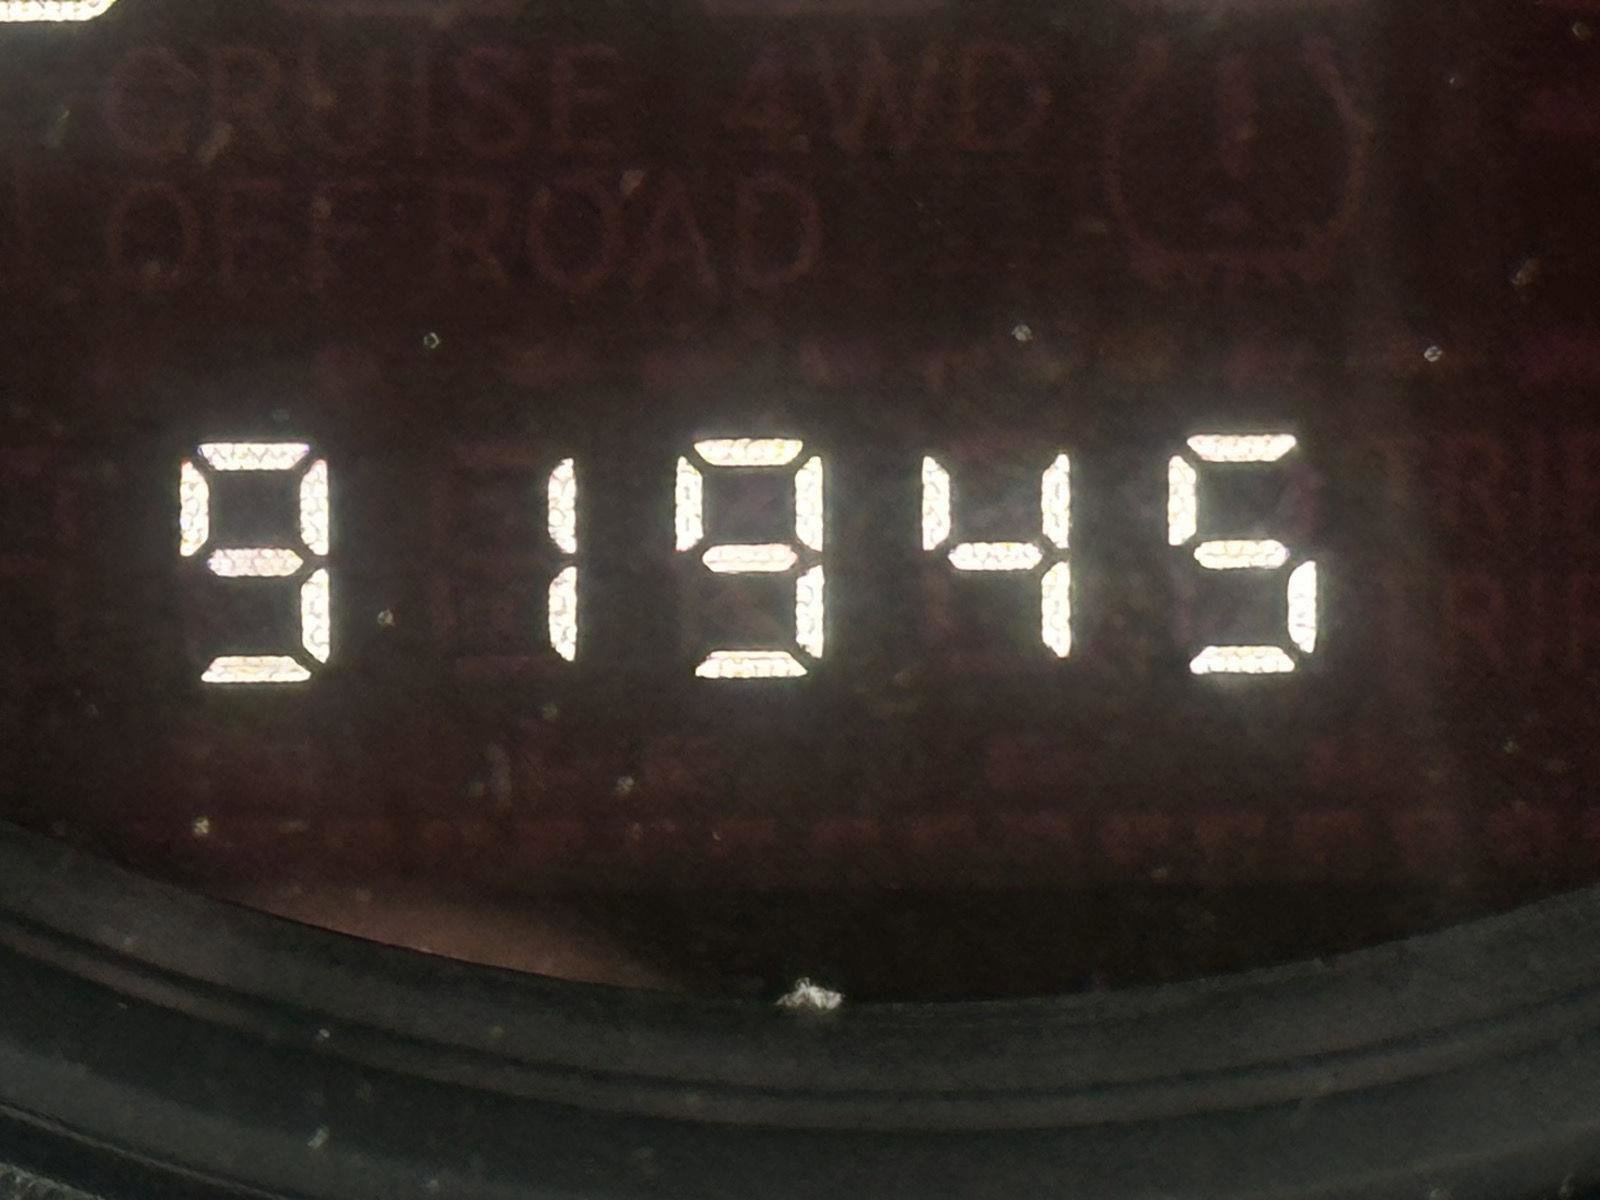 CRUISE 4WD
OFF ROAD
91945